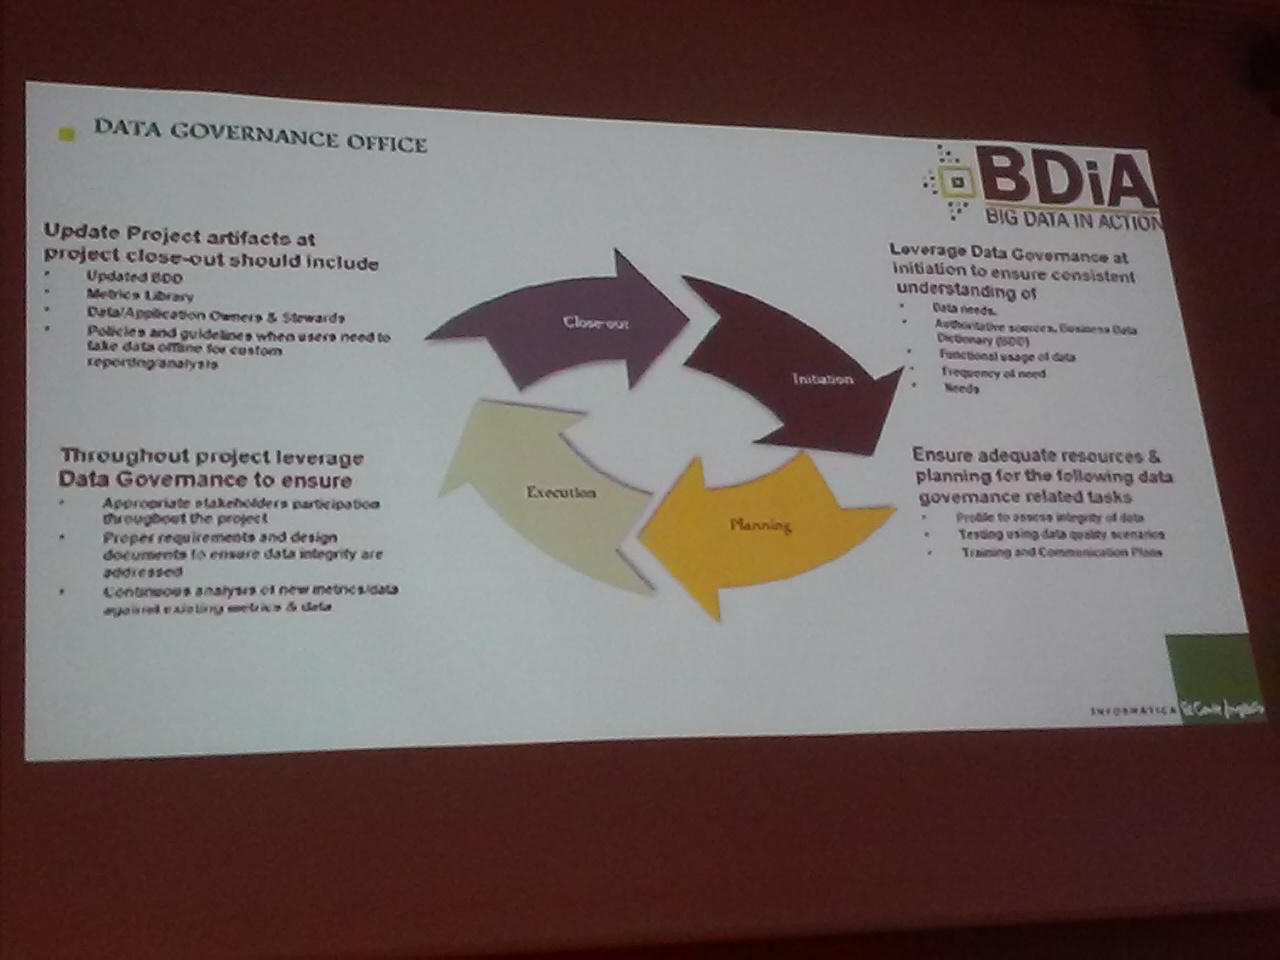 DATA GOVERNANCE OFFICE
BDiA
BIG DATA IN ACTION
Update Project artifacts at
project close-out should include
Updated BDD
Metrics Library
Data/Application Owners & Stewards
Policies and guidelines when users need to
take data offline for custom
reporting/analysis
Close-out
Initiation
Leverage Data Governance at
initiation to ensure consistent
understanding of
Data needs.
Authoritative sources, Business Data
Dictionary (BDD)
Functional usage of data
Frequency of need
Needs
Throughout project leverage
Data Governance to ensure
Appropriate stakeholders participation
throughout the project
Proper requirements and design
documents to ensure data integrity are
addressed
Continuous analysis of new metrics/data
against existing metrics & data
Execution
Planning
Ensure adequate resources &
planning for the following data
governance related tasks
Profile to assess integrity of data
Testing using data quality scenarios
Training and Communication Plans
INFORMATICA El Corte Inglés